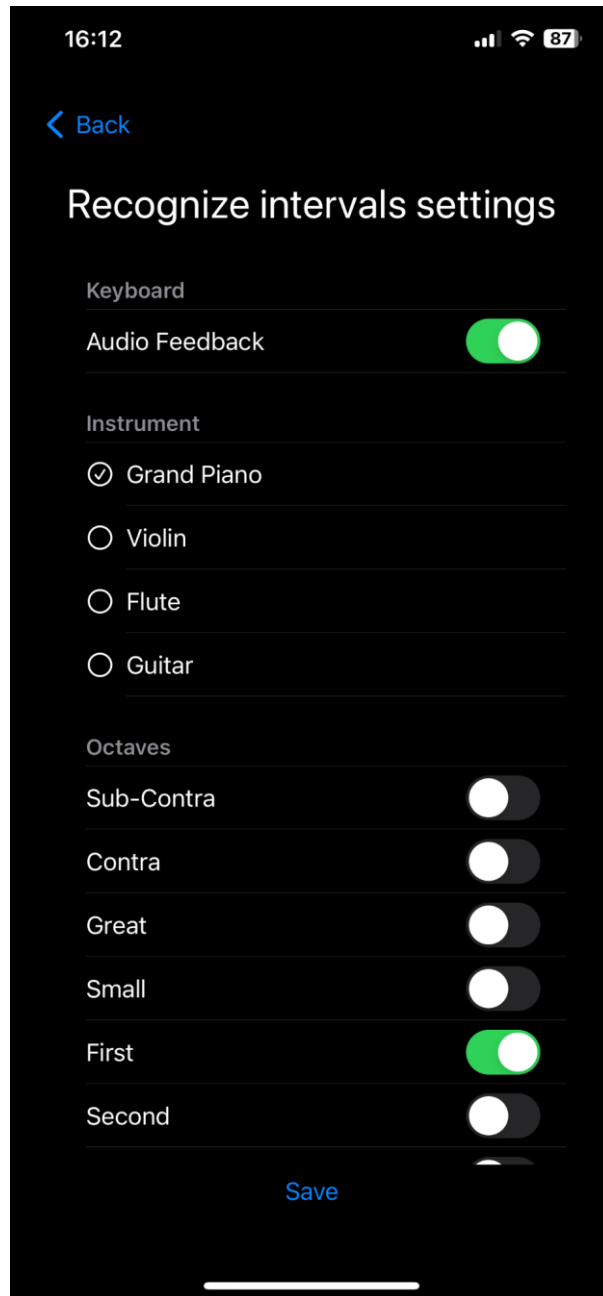 16:12
87
Back
Recognize intervals settings
Keyboard
Audio Feedback
Instrument
Grand Piano
Violin
Flute
Guitar
Octaves
Sub-Contra
Contra
Great
Small
First
Second
Save